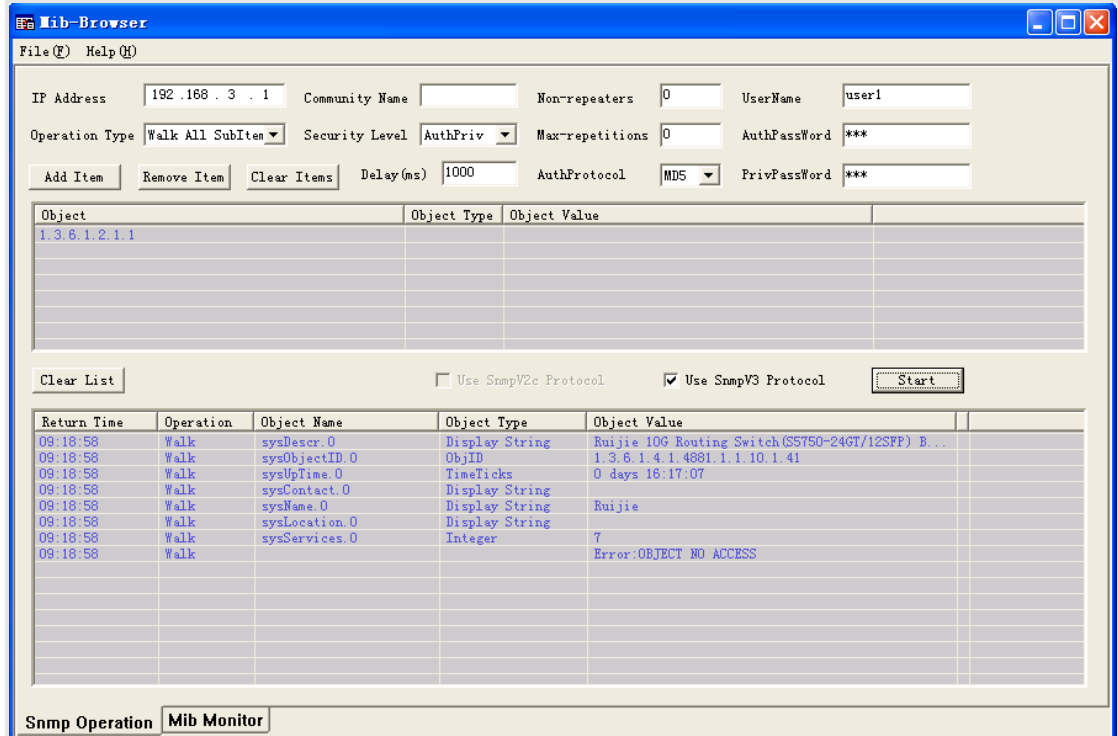 Mib-Browser
File(F) Help(H)
IP Address 192 .168 . 3 . 1 Community Name Non-repeaters 0 UserName user1
Operation Type Walk All SubItem Security Level AuthPriv Max-repetitions 0 AuthPassWord ***
Add Item Remove Item Clear Items Delay(ms) 1000 AuthProtocol MD5 PrivPassWord ***
Object Object Type Object Value
1.3.6.1.2.1.1
Clear List Use SnmpV2c Protocol Use SnmpV3 Protocol Start
Return Time Operation Object Name Object Type Object Value
09:18:58 Walk sysDescr.0 Display String Ruijie 10G Routing Switch(S5750-24GT/12SFP) B...
09:18:58 Walk sysObjectID.0 ObjID 1.3.6.1.4.1.4881.1.1.10.1.41
09:18:58 Walk sysUpTime.0 TimeTicks 0 days 16:17:07
09:18:58 Walk sysContact.0 Display String
09:18:58 Walk sysName.0 Display String Ruijie
09:18:58 Walk sysLocation.0 Display String
09:18:58 Walk sysServices.0 Integer 7
09:18:58 Walk Error:OBJECT NO ACCESS
Snmp Operation Mib Monitor